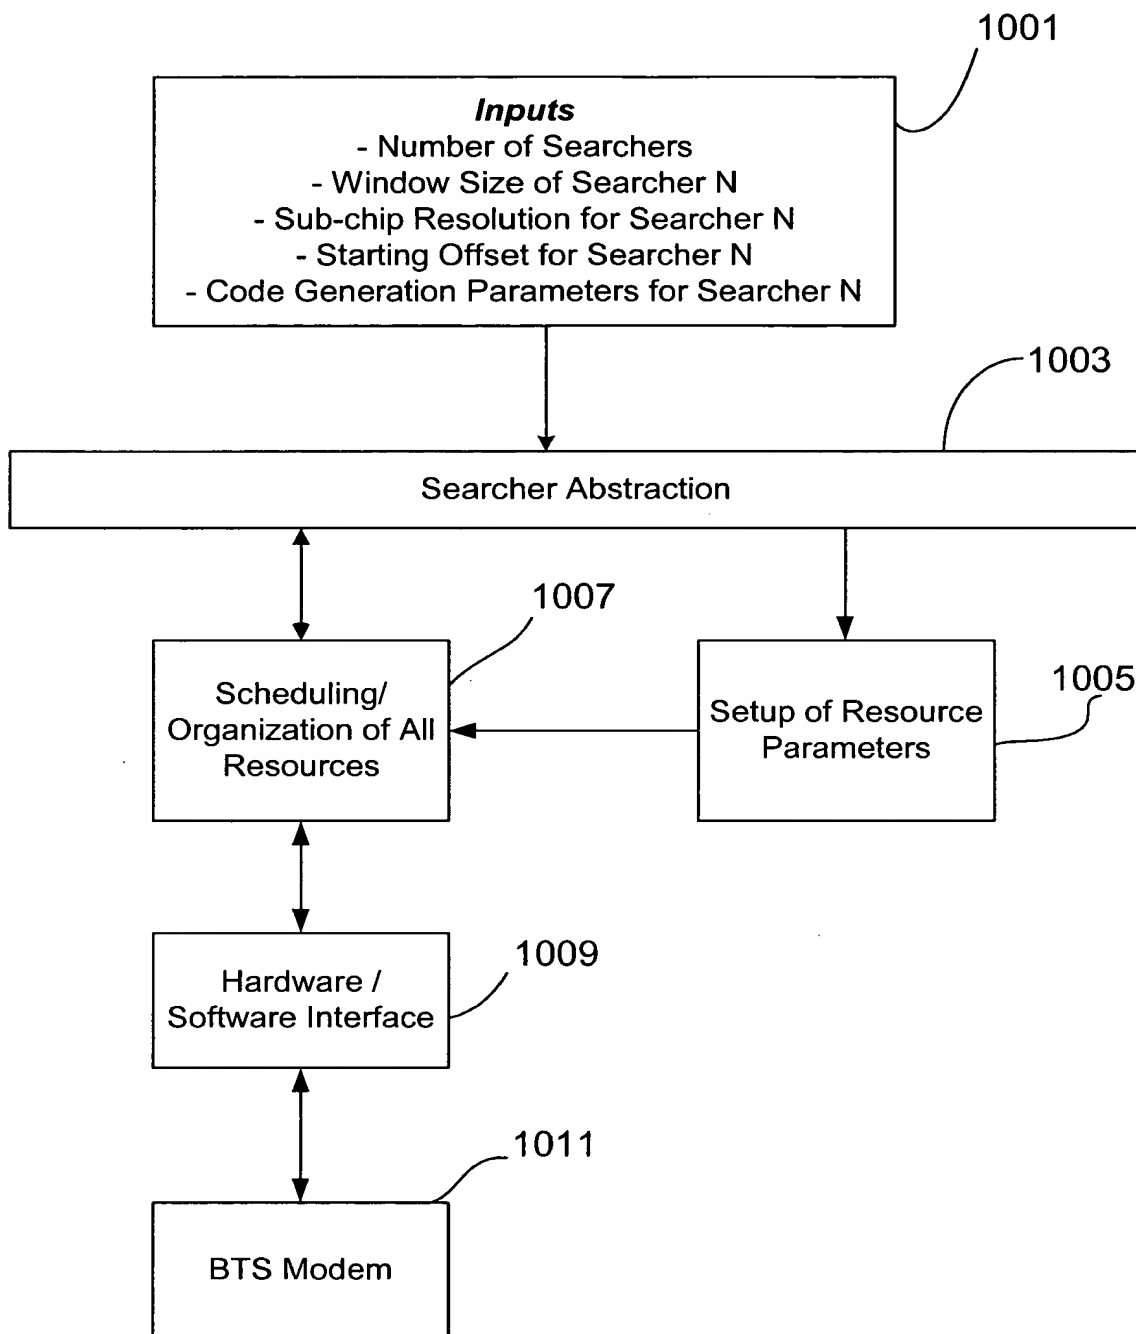 1001
Inputs
- Number of Searchers
- Window Size of Searcher N
- Sub-chip Resolution for Searcher N
- Starting Offset for Searcher N
- Code Generation Parameters for Searcher N
1003
Searcher Abstraction
1007
Scheduling/
Organization of All
Resources
1005
Setup of Resource
Parameters
1009
Hardware /
Software Interface
1011
BTS Modem